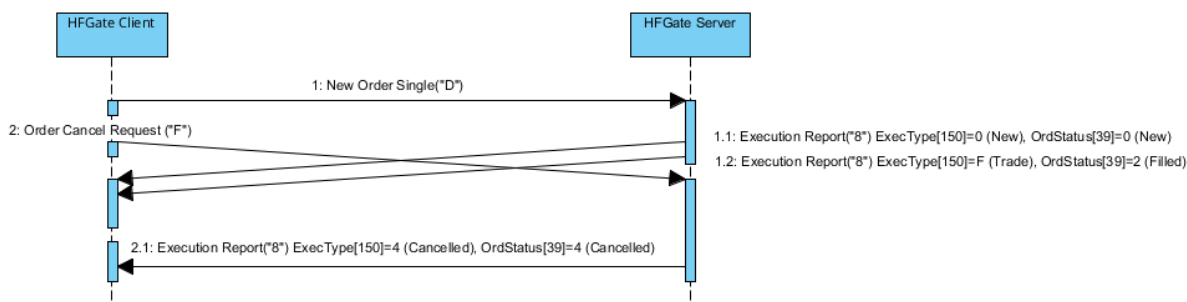 HFGate Client
HFGate Server
1: New Order Single("D")
2: Order Cancel Request ("F")
1.1: Execution Report("8") ExecType[150]=0 (New), OrdStatus[39]=0 (New)
1.2: Execution Report("8") ExecType[150]=F (Trade), OrdStatus[39]=2 (Filled)
2.1: Execution Report("8") ExecType[150]=4 (Cancelled), OrdStatus[39]=4 (Cancelled)